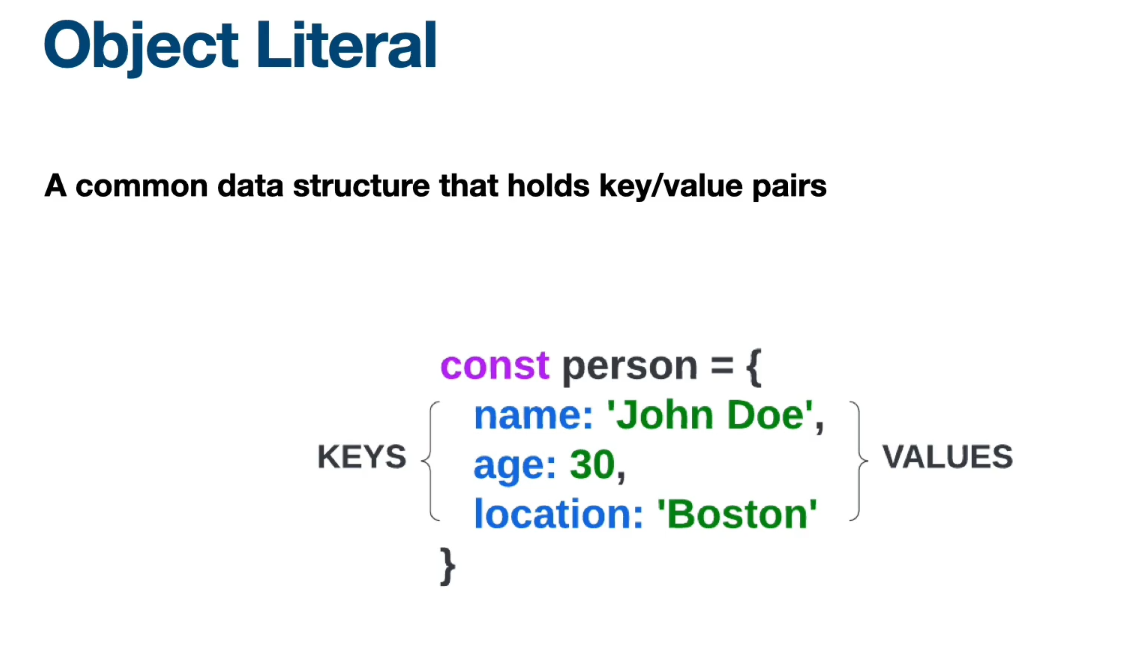 Object Literal
A common data structure that holds key/value pairs
const person = {
name: 'John Doe',
KEYS age: 30, VALUES
location: 'Boston'
}